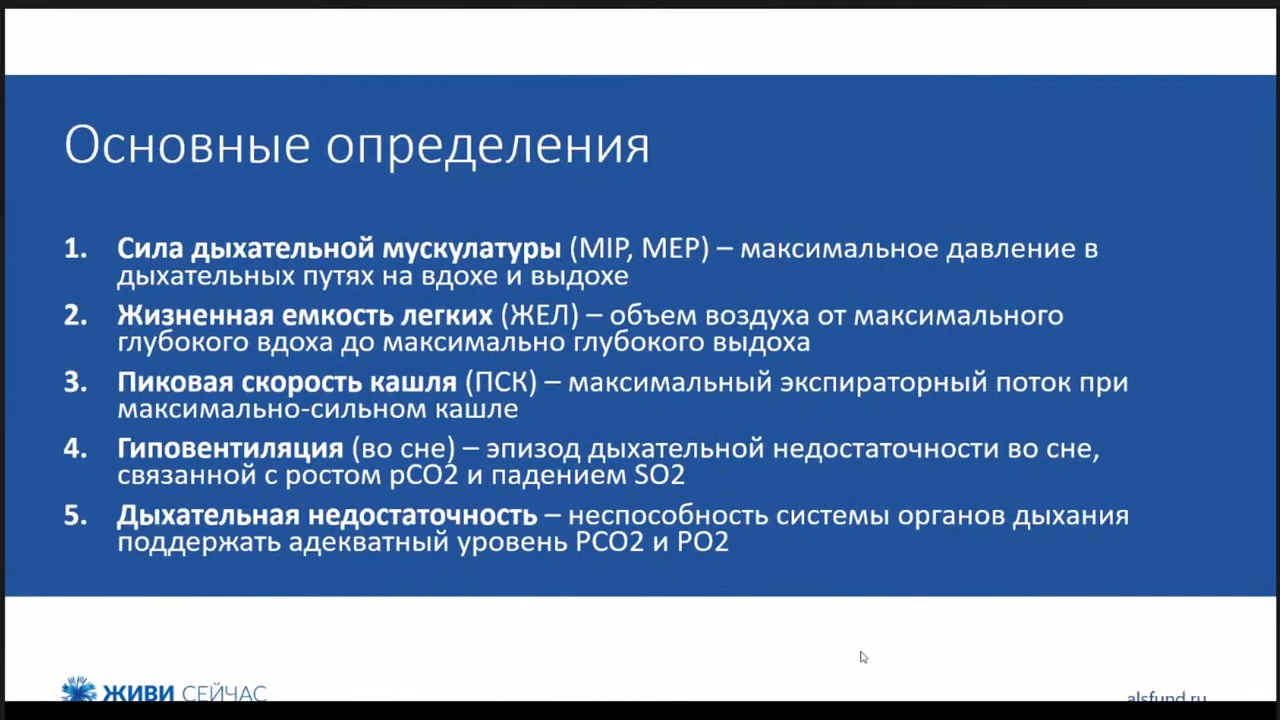 Основные определения
1. Сила дыхательной мускулатуры (MIP, MEP) – максимальное давление в
дыхательных путях на вдохе и выдохе
2. Жизненная емкость легких (ЖЕЛ) – объем воздуха от максимального
глубокого вдоха до максимально глубокого выдоха
3. Пиковая скорость кашля (ПСК) – максимальный экспираторный поток при
максимально-сильном кашле
4. Гиповентиляция (во сне) – эпизод дыхательной недостаточности во сне,
связанной с ростом pCO2 и падением SO2
5. Дыхательная недостаточность – неспособность системы органов дыхания
поддержать адекватный уровень PCO2 и PO2
ЖИВИ СЕЙЧАС
alsfund.ru